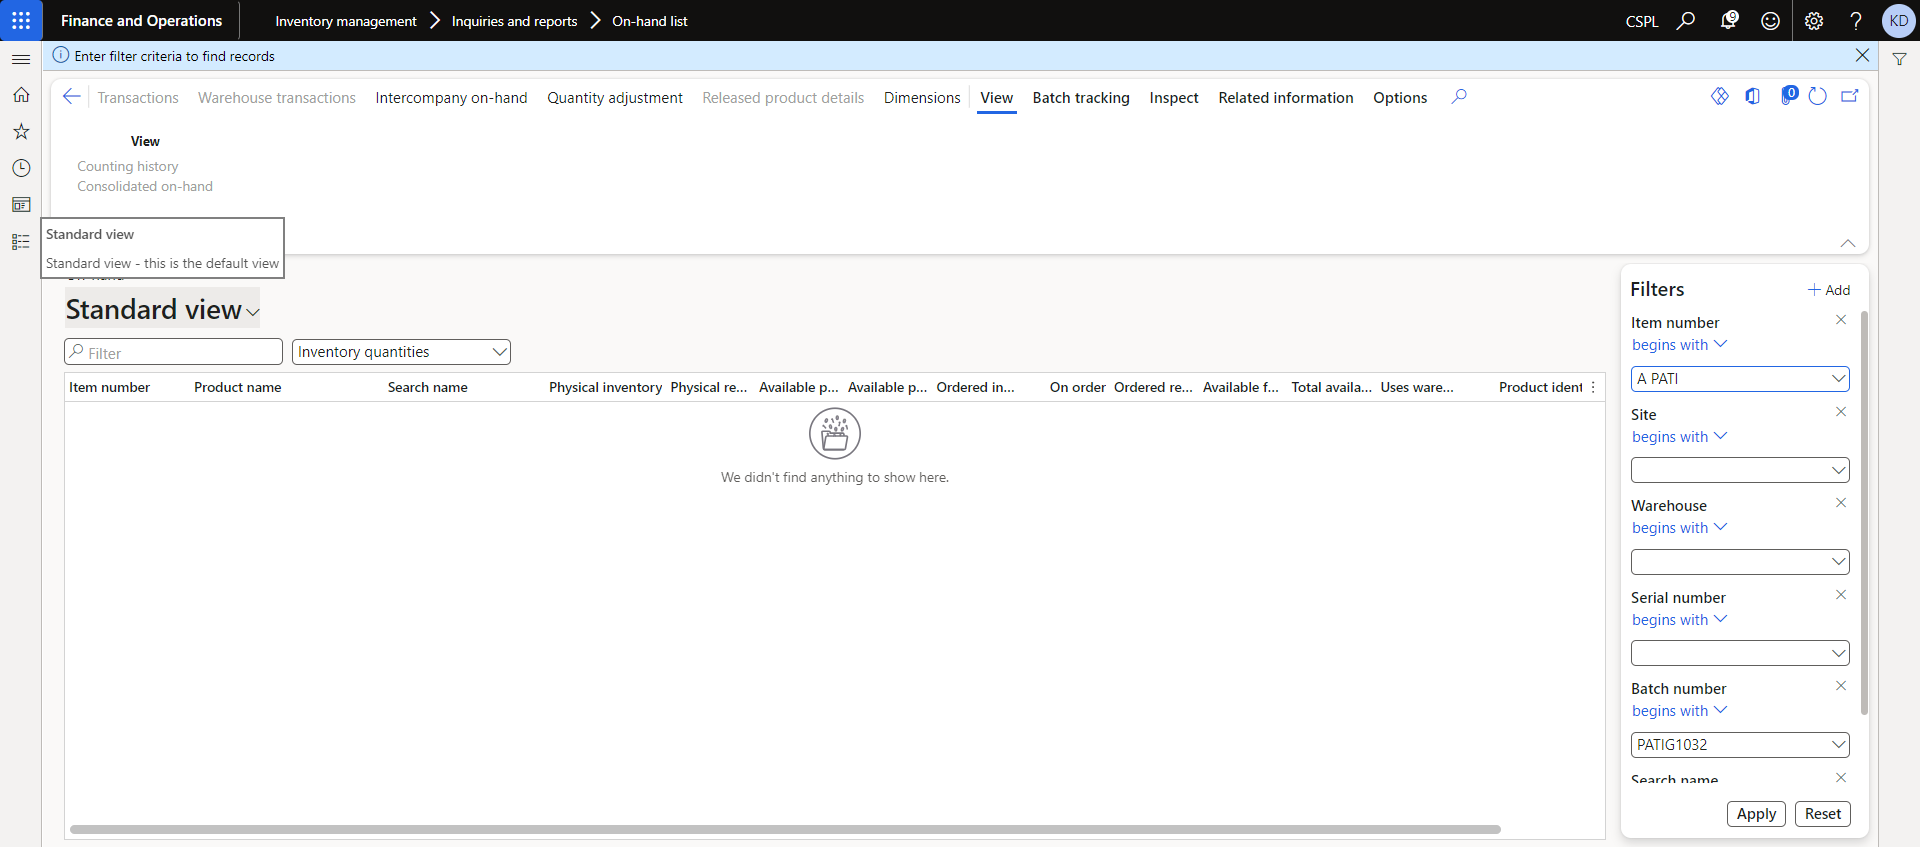 Finance and Operations
Inventory management
Inquiries and reports
On-hand list
CSPL
9
?
KD
Enter filter criteria to find records
Transactions
Warehouse transactions
Intercompany on-hand
Quantity adjustment
Released product details
Dimensions
View
Batch tracking
Inspect
Related information
Options
0
View
Counting history
Consolidated on-hand
Standard view
Standard view - this is the default view
Standard view
Filter
Inventory quantities
Item number
Product name
Search name
Physical inventory
Physical re...
Available p...
Available p...
Ordered in...
On order
Ordered re...
Available f...
Total availa...
Uses ware...
Product ident
We didn't find anything to show here.
Filters
Add
Item number
begins with
A PATI
Site
begins with
Warehouse
begins with
Serial number
begins with
Batch number
begins with
PATIG1032
Search name
Apply
Reset